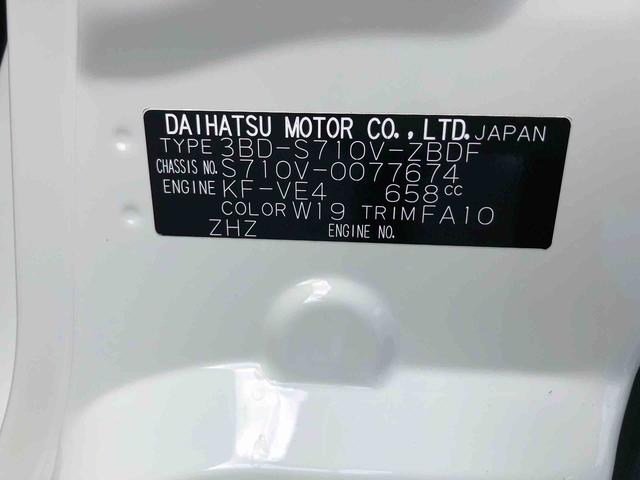 DAIHATSU MOTOR CO.,LTD. JAPAN
TYPE 3BD-S710V-ZBDF
CHASSIS NO. S710V-0077674
ENGINE KF-VE4 658cc
COLOR W19 TRIM FA10
ZHZ ENGINE NO.